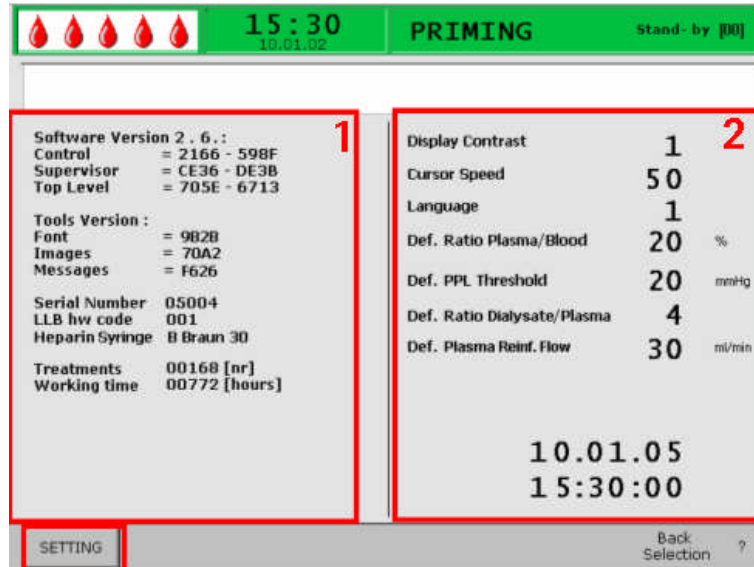 15:30
10.01.02
PRIMING
Stand- by [00]
1
Software Version 2 . 6 . :
Control = 2166 - 598F
Supervisor = CE36 - DE3B
Top Level = 705E - 6713
Tools Version :
Font = 9B2B
Images = 70A2
Messages = F626
Serial Number 05004
LLB hw code 001
Heparin Syringe B Braun 30
Treatments 00168 [nr]
Working time 00772 [hours]
2
Display Contrast 1
Cursor Speed 50
Language 1
Def. Ratio Plasma/Blood 20 %
Def. PPL Threshold 20 mmHg
Def. Ratio Dialysate/Plasma 4
Def. Plasma Reinf. Flow 30 ml/min
10.01.05
15:30:00
SETTING
Back
Selection
?